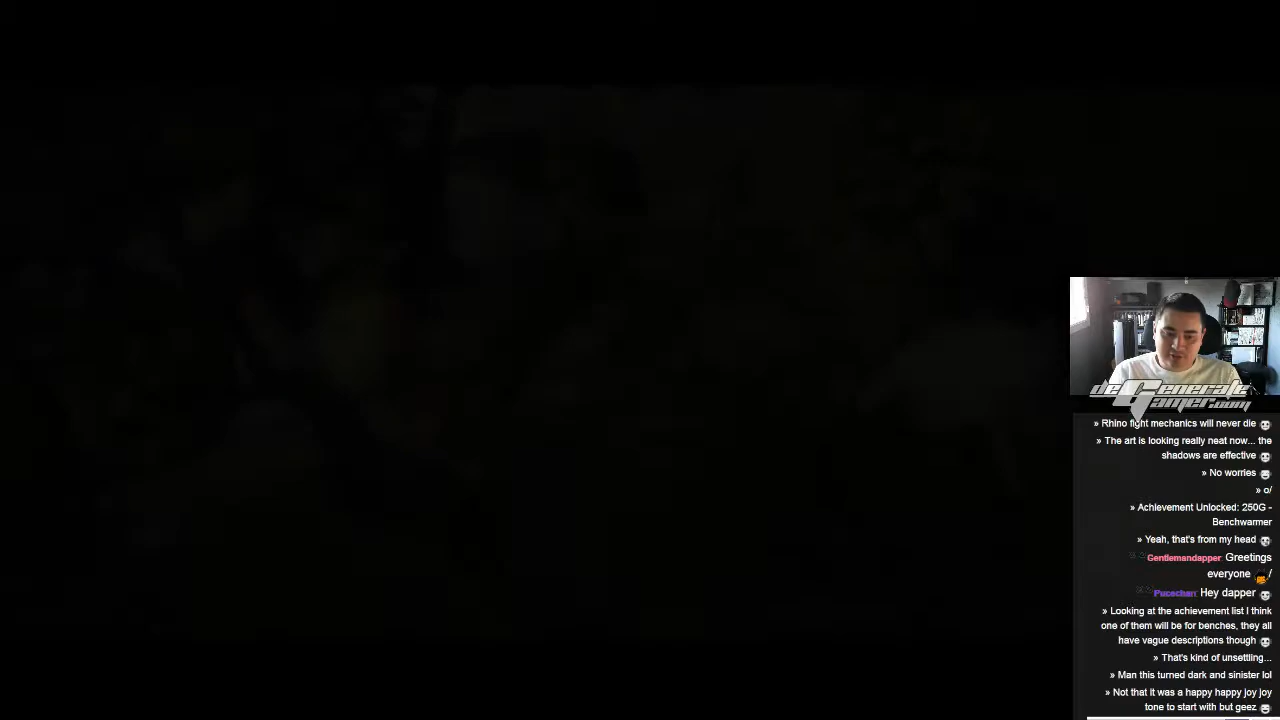 deGenerate
Gamer.com
» Rhino fight mechanics will never die
» The art is looking really neat now... the
shadows are effective
» No worries
» o/
» Achievement Unlocked: 250G -
Benchwarmer
» Yeah, that's from my head
Gentlemandapper Greetings
everyone /
Pucechan Hey dapper
» Looking at the achievement list I think
one of them will be for benches, they all
have vague descriptions though
» That's kind of unsettling...
» Man this turned dark and sinister lol
» Not that it was a happy happy joy joy
tone to start with but geez